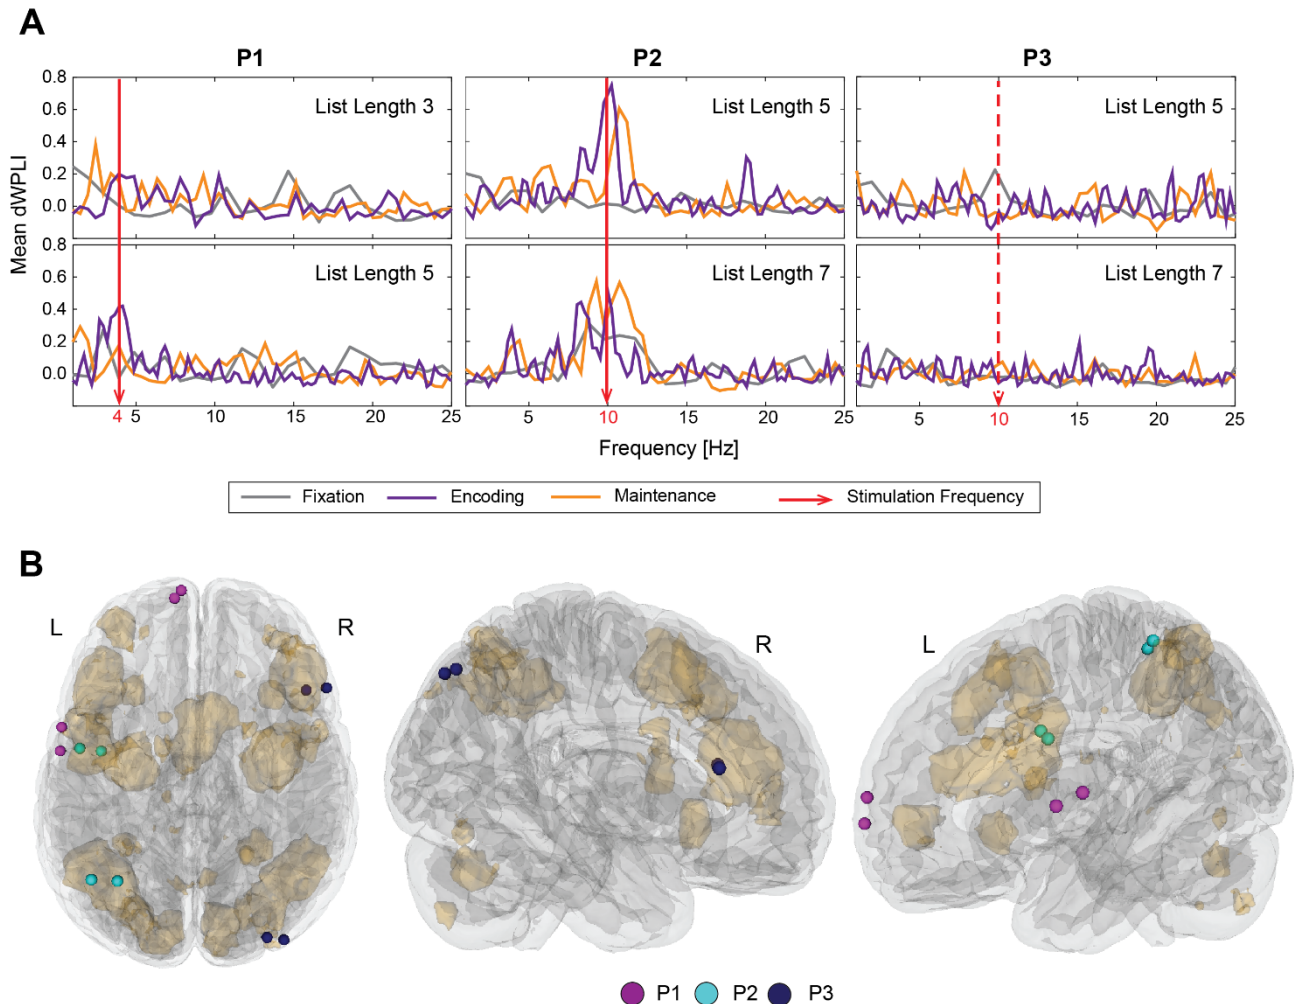 A
P1 P2 P3
Mean dWPLI
0.8
0.6
0.4
0.2
0.0
List Length 3
List Length 5
List Length 5
0.8
0.6
0.4
0.2
0.0
List Length 5
List Length 7
List Length 7
4 5 10 15 20 25
5 10 15 20 25
5 10 15 20 25
Frequency [Hz]
Fixation Encoding Maintenance Stimulation Frequency
B
L R
R
L
P1 P2 P3